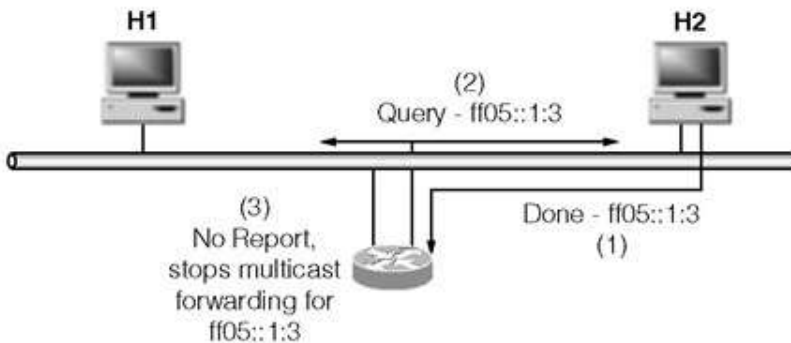 H1
H2
(2)
Query - ff05::1:3
Done - ff05::1:3
(1)
(3)
No Report,
stops multicast
forwarding for
ff05::1:3